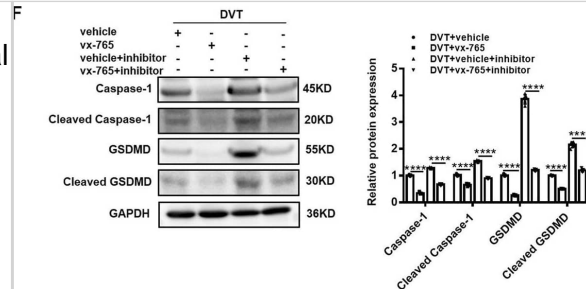 F
al
DVT
vehicle + - - -
vx-765 - + - -
vehicle+inhibitor - - + -
vx-765+inhibitor - - - +
Caspase-1 45KD
Cleaved Caspase-1 20KD
GSDMD 55KD
Cleaved GSDMD 30KD
GAPDH 36KD
DVT+vehicle
DVT+vx-765
DVT+vehicle+inhibitor
DVT+vx-765+inhibitor
Relative protein expression
5
4
3
2
1
0
**** **** **** **** **** **** **** ****
Caspase-1
Cleaved Caspase-1
GSDMD
Cleaved GSDMD